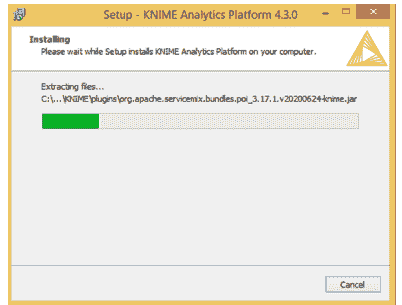 Setup - KNIME Analytics Platform 4.3.0
Installing
Please wait while Setup installs KNIME Analytics Platform on your computer.
Extracting files...
C:\...\KNIME\plugins\org.apache.servicemix.bundles.poi_3.17.1.v20200624-knime.jar
Cancel